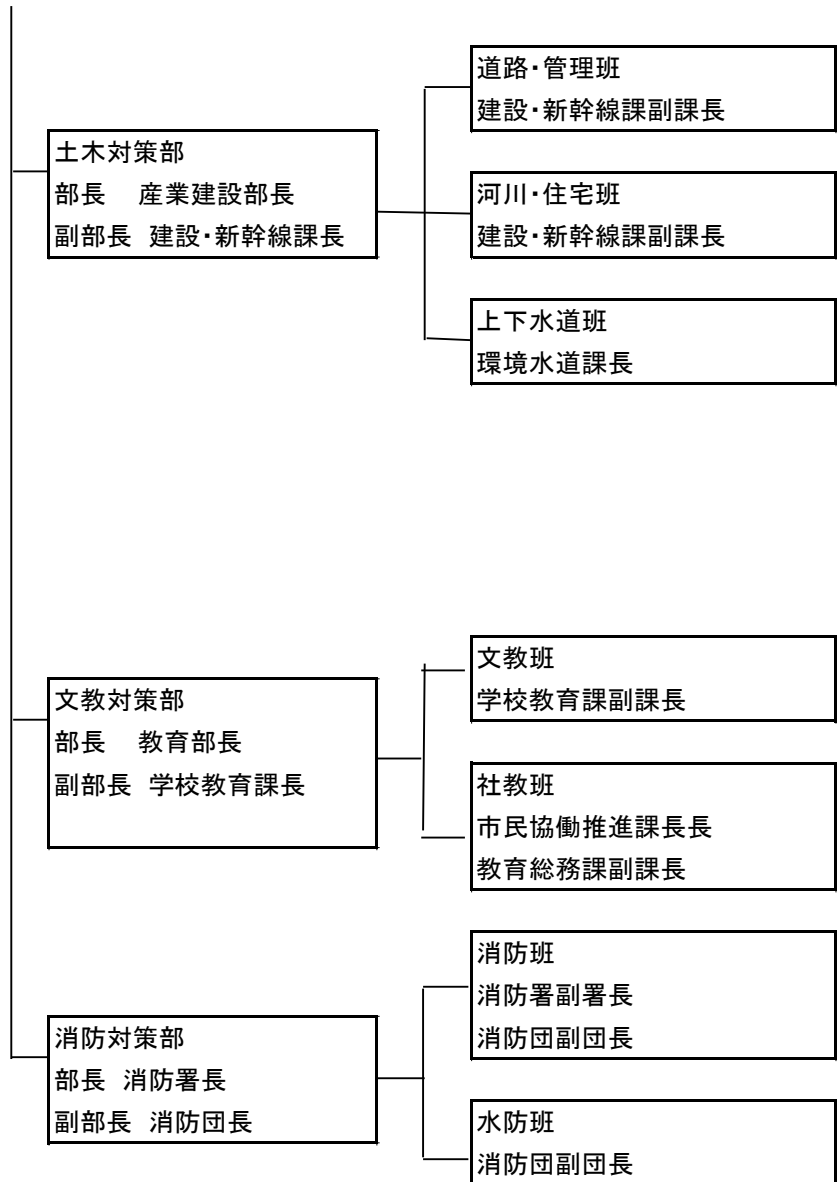 土木対策部
部長　産業建設部長
副部長 建設・新幹線課長
道路・管理班
建設・新幹線課副課長
河川・住宅班
建設・新幹線課副課長
上下水道班
環境水道課長
文教対策部
部長　教育部長
副部長 学校教育課長
文教班
学校教育課副課長
社教班
市民協働推進課長長
教育総務課副課長
消防対策部
部長 消防署長
副部長 消防団長
消防班
消防署副署長
消防団副団長
水防班
消防団副団長